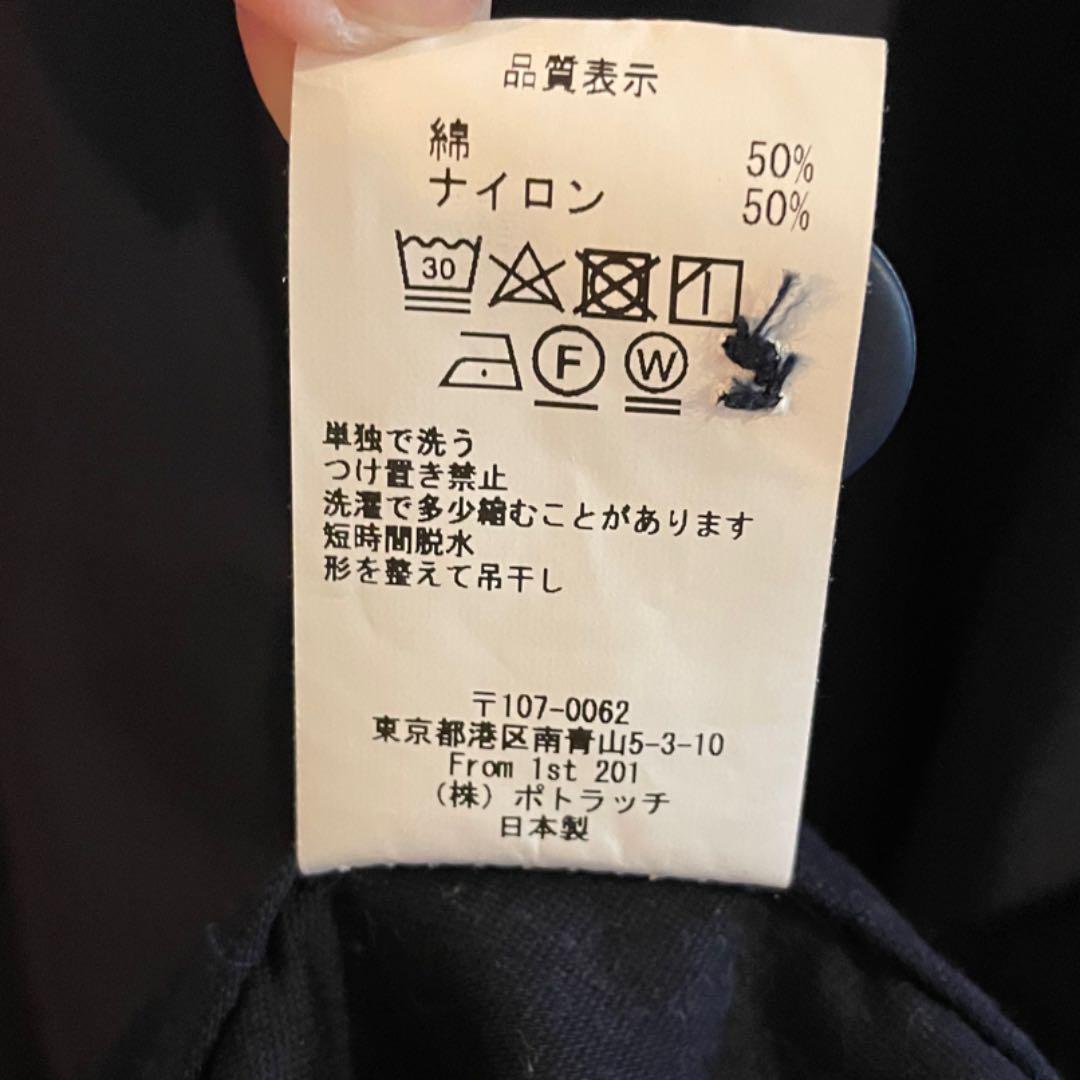 品質表示
綿 50%
ナイロン 50%
30
F W
単独で洗う
つけ置き禁止
洗濯で多少縮むことがあります
短時間脱水
形を整えて吊干し
〒107-0062
東京都港区南青山5-3-10
From 1st 201
(株)ポトラッチ
日本製